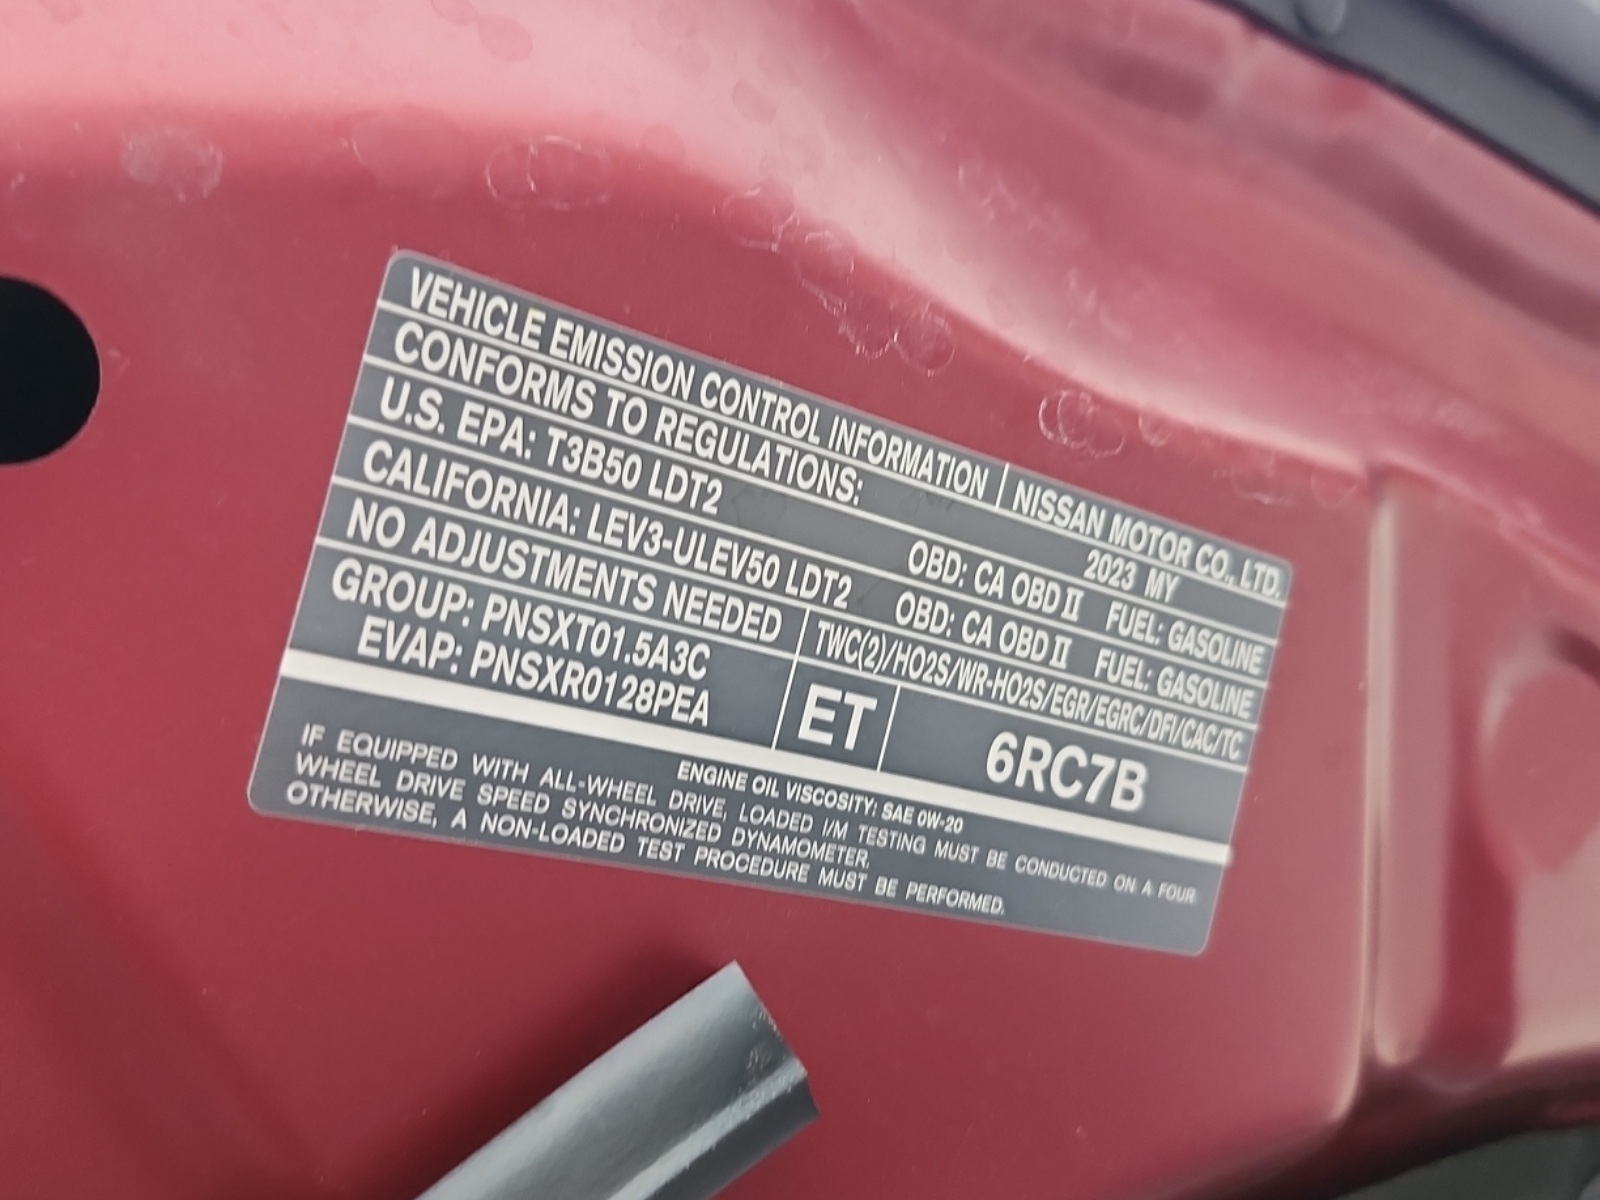 VEHICLE EMISSION CONTROL INFORMATION | NISSAN MOTOR CO., LTD.
CONFORMS TO REGULATIONS: 2023 MY
U.S. EPA: T3B50 LDT2 OBD: CA OBD II FUEL: GASOLINE
CALIFORNIA: LEV3-ULEV50 LDT2 OBD: CA OBD II FUEL: GASOLINE
NO ADJUSTMENTS NEEDED TWC(2)/HO2S/WR-HO2S/EGR/EGRC/DFI/CAC/TC
GROUP: PNSXT01.5A3C
EVAP: PNSXR0128PEA
ET
6RC7B
ENGINE OIL VISCOSITY: SAE 0W-20
IF EQUIPPED WITH ALL-WHEEL DRIVE, LOADED I/M TESTING MUST BE CONDUCTED ON A FOUR
WHEEL DRIVE SPEED SYNCHRONIZED DYNAMOMETER.
OTHERWISE, A NON-LOADED TEST PROCEDURE MUST BE PERFORMED.